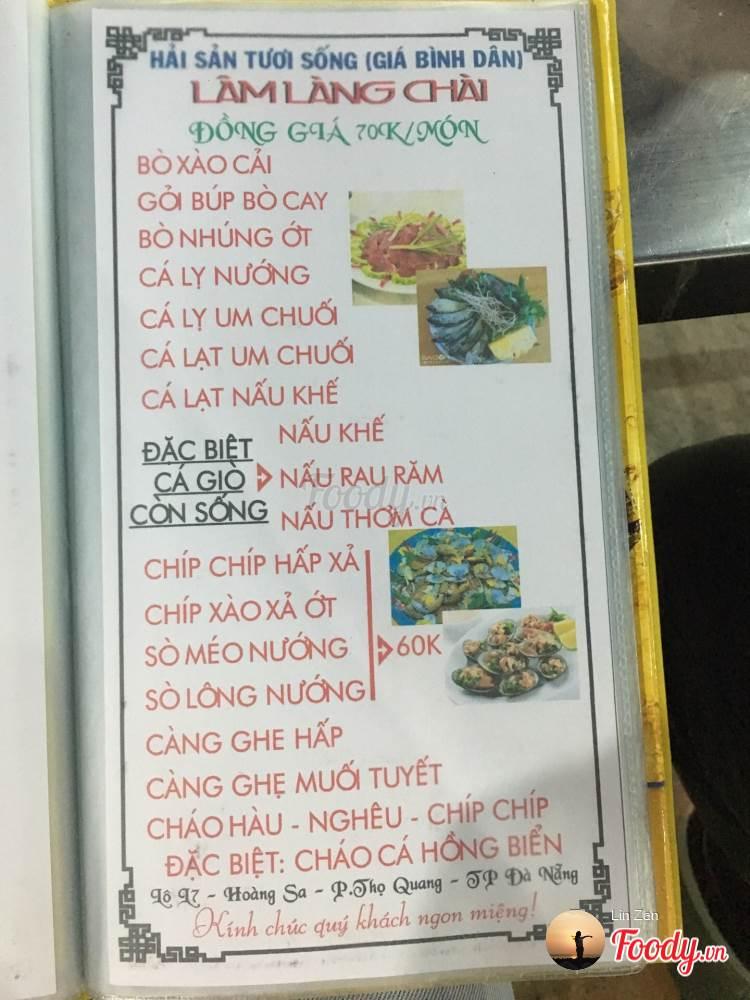 HẢI SẢN TƯƠI SỐNG (GIÁ BÌNH DÂN)
LÂM LÀNG CHÀI
ĐỒNG GIÁ 70K/MÓN
BÒ XÀO CẢI
GỎI BÚP BÒ CAY
BÒ NHÚNG ỚT
CÁ LY NƯỚNG
CÁ LY UM CHUỐI
CÁ LẠT UM CHUỐI
CÁ LẠT NẤU KHẾ
ĐẶC BIỆT
CÁ GIÒ
CÒN SỐNG
NẤU KHẾ
NẤU RAU RĂM
NẤU THƠM CÀ
Foody.vn
CHÍP CHÍP HẤP XẢ
CHÍP XÀO XẢ ỚT
SÒ MÉO NƯỚNG
SÒ LÔNG NƯỚNG
60K
CÀNG GHE HẤP
CÀNG GHẸ MUỐI TUYẾT
CHÁO HÀU - NGHÊU - CHÍP CHÍP
ĐẶC BIỆT: CHÁO CÁ HỒNG BIỂN
Lô L7 - Hoàng Sa - P.Thọ Quang - TP Đà Nẵng
Kính chúc quý khách ngon miệng!
Lin Zen
Foody.vn